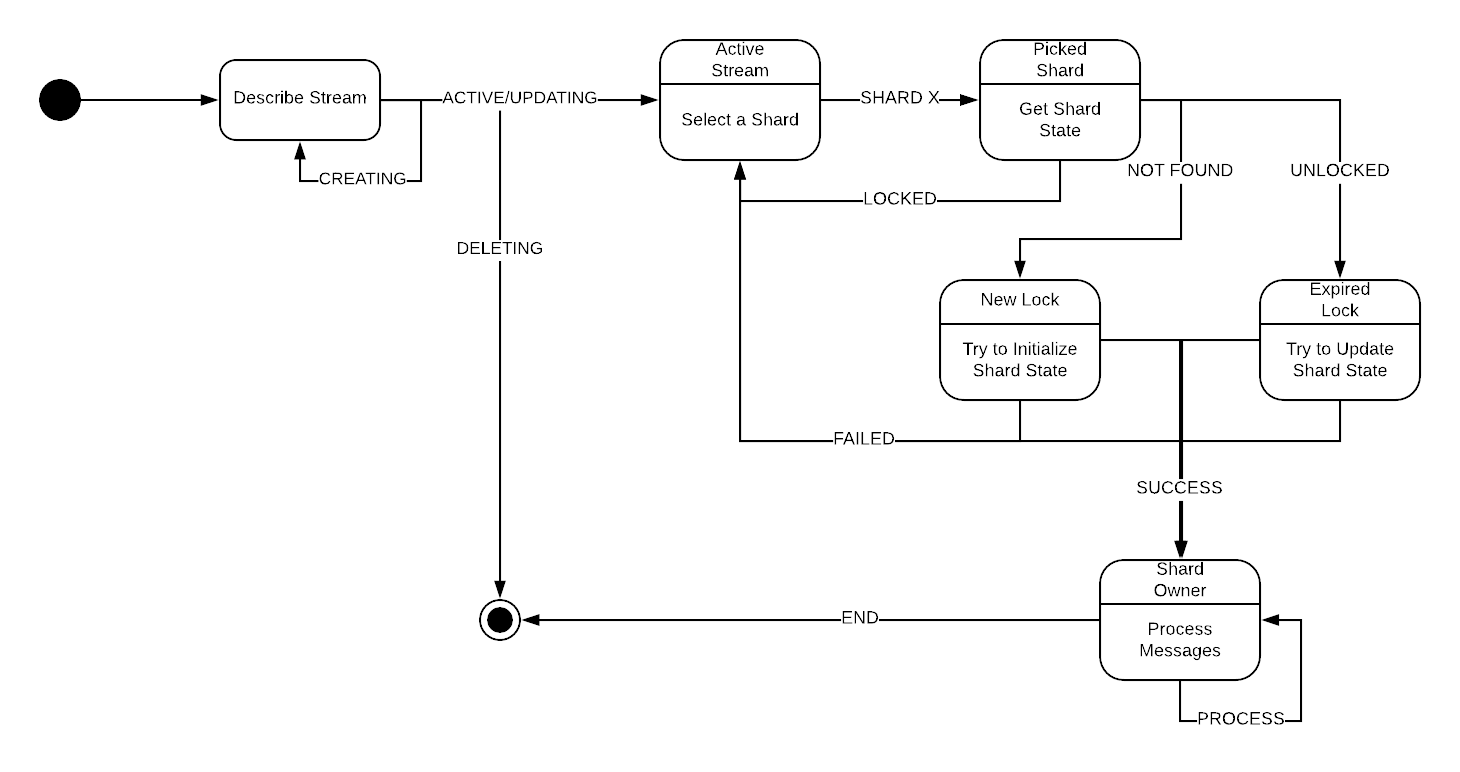 Describe Stream
ACTIVE/UPDATING
CREATING
DELETING
Active
Stream
Select a Shard
SHARD X
Picked
Shard
Get Shard
State
LOCKED
NOT FOUND
UNLOCKED
New Lock
Try to Initialize
Shard State
Expired
Lock
Try to Update
Shard State
FAILED
SUCCESS
Shard
Owner
Process
Messages
END
PROCESS